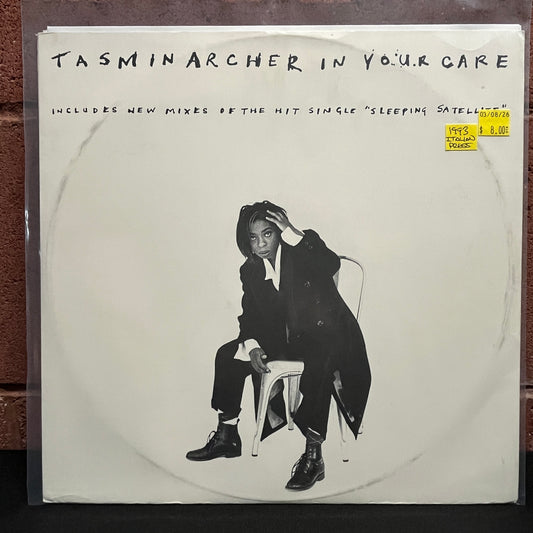 TASMIN ARCHER IN YOUR CARE
INCLUDES NEW MIXES OF THE HIT SINGLE "SLEEPING SATELLITE"
03/08/26
$ 8.00
1993
ITALIAN
PRESS